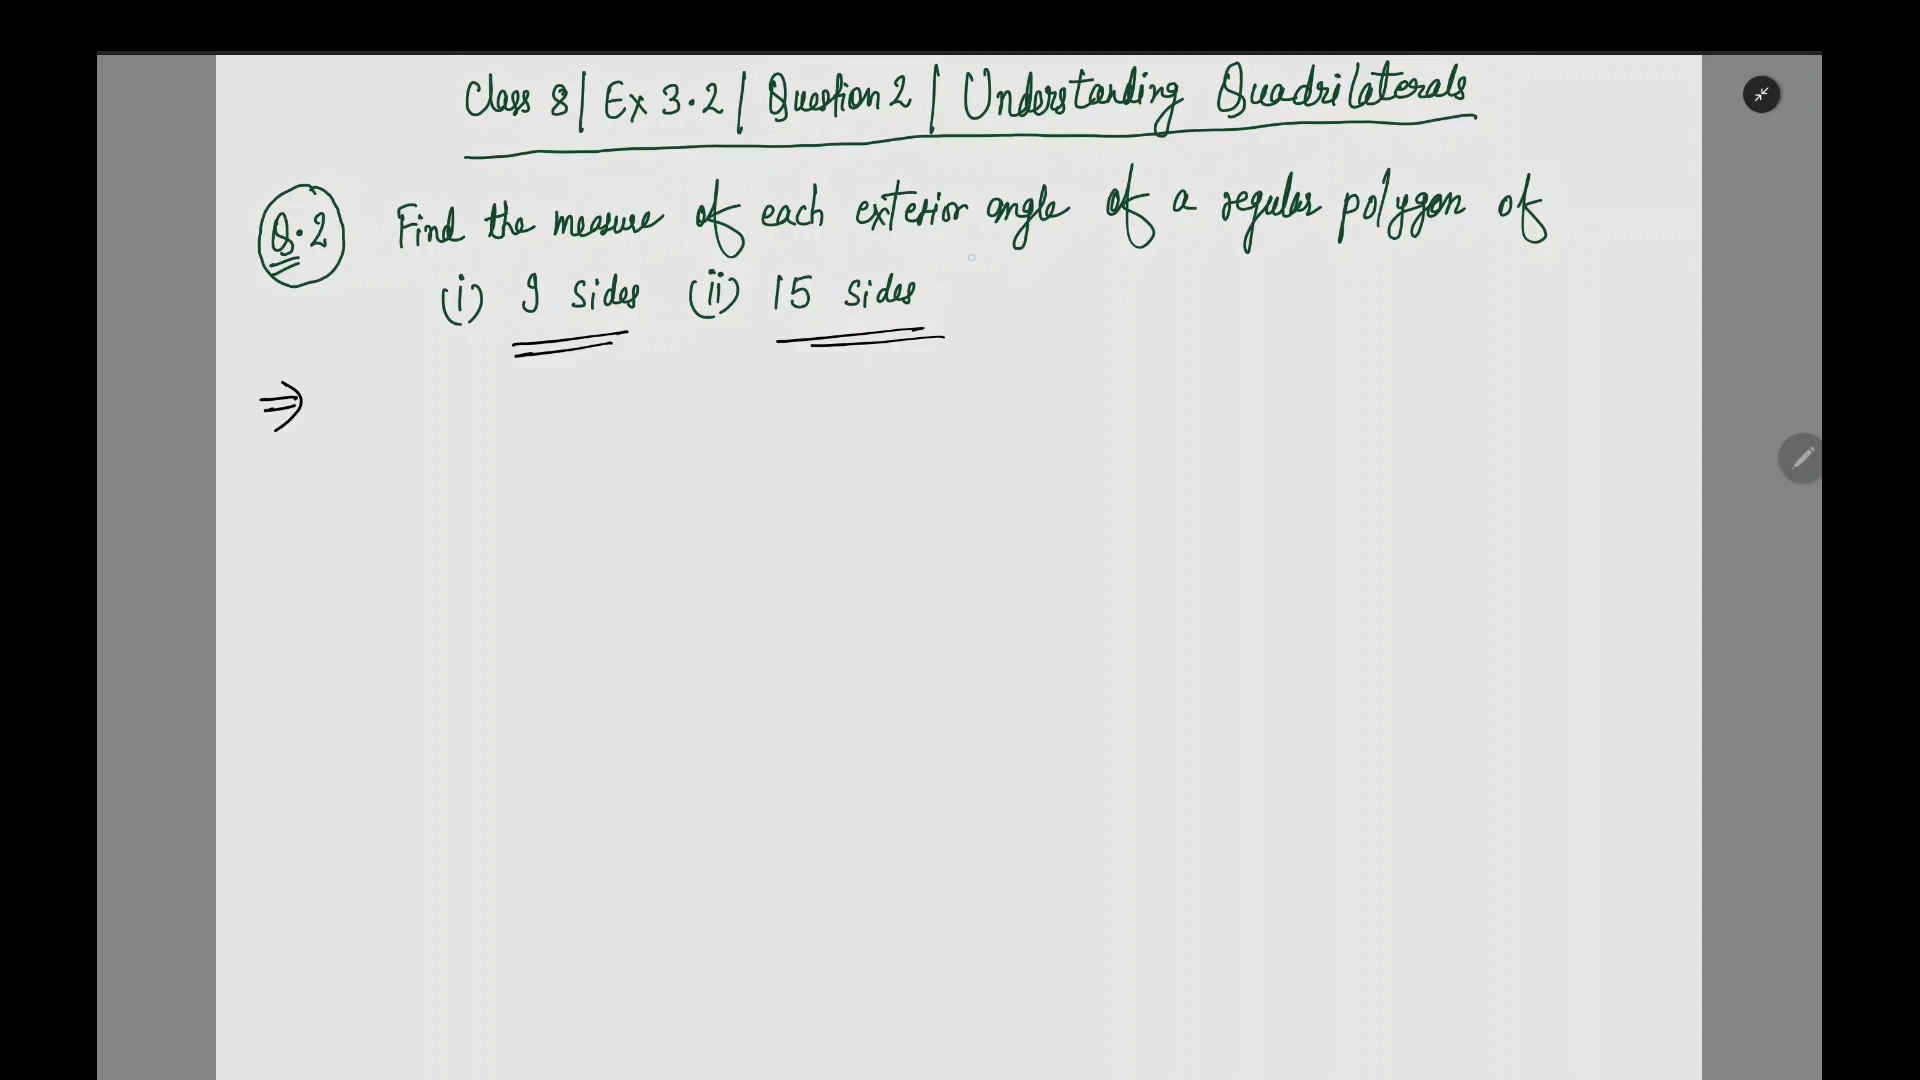 Class 8 | Ex 3.2 | Question 2 | Understanding Quadrilaterals
Q.2 Find the measure of each exterior angle of a regular polygon of
(i) 9 sides (ii) 15 sides
⇒